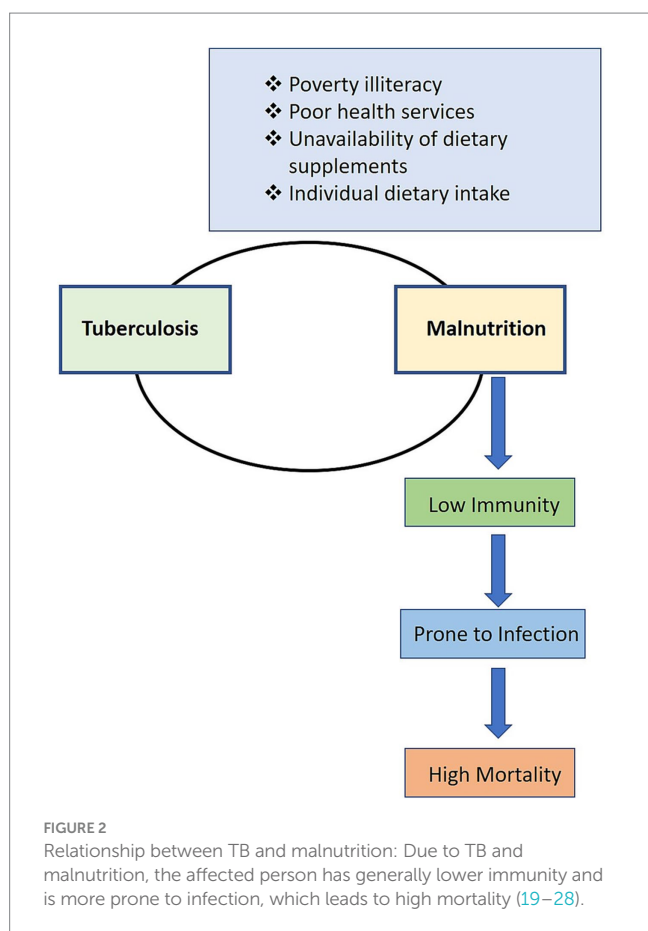 ❖ Poverty illiteracy
❖ Poor health services
❖ Unavailability of dietary
supplements
❖ Individual dietary intake
Tuberculosis
Malnutrition
Low Immunity
Prone to Infection
High Mortality
FIGURE 2
Relationship between TB and malnutrition: Due to TB and
malnutrition, the affected person has generally lower immunity and
is more prone to infection, which leads to high mortality (19–28).